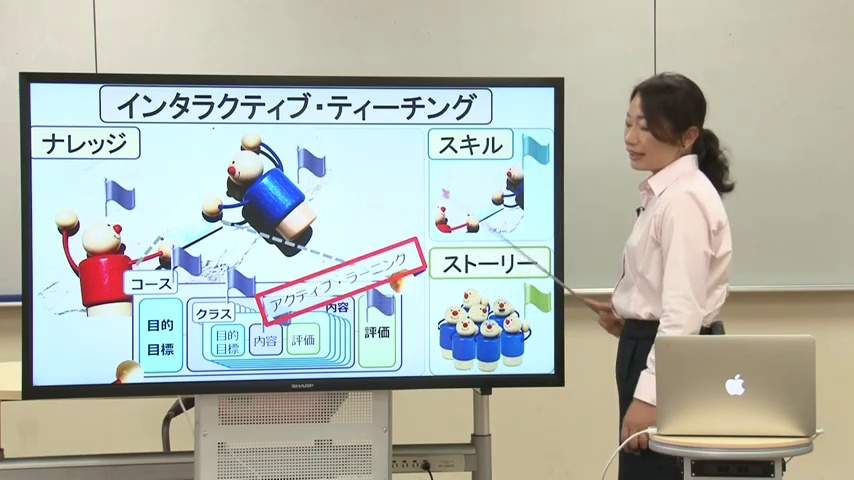 インタラクティブ・ティーチング
ナレッジ
スキル
ストーリー
アクティブ・ラーニング
コース
目的
目標
クラス
目的
目標
内容
評価
内容
評価
SHARP